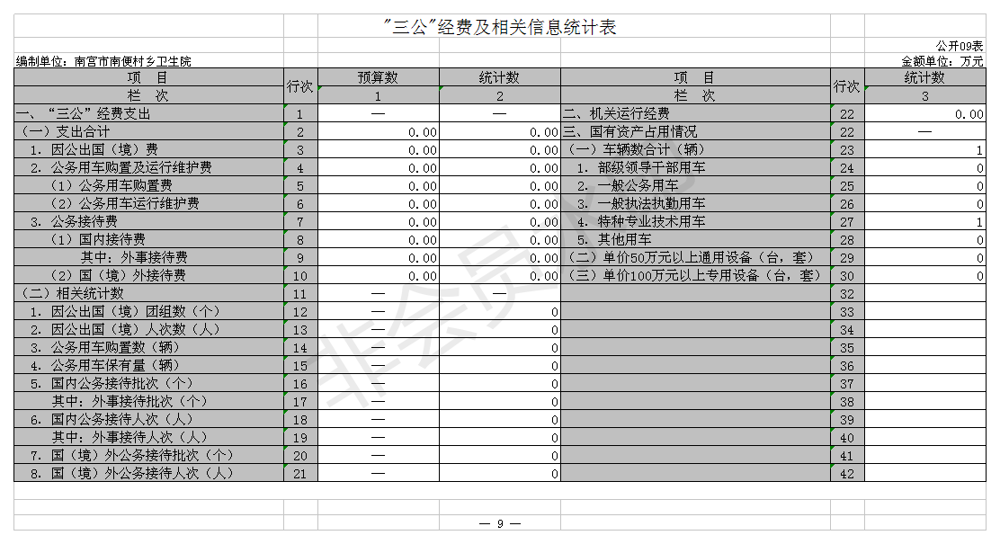 "三公"经费及相关信息统计表
公开09表
编制单位：南宫市南便村乡卫生院 金额单位：万元
项 目 行次 预算数 统计数 项 目 行次 统计数
栏 次 1 2 栏 次 3
一、“三公”经费支出 1 — — 二、机关运行经费 22 0.00
（一）支出合计 2 0.00 0.00 三、国有资产占用情况 22 —
1. 因公出国（境）费 3 0.00 0.00 （一）车辆数合计（辆） 23 1
2. 公务用车购置及运行维护费 4 0.00 0.00 1. 部级领导干部用车 24 0
（1）公务用车购置费 5 0.00 0.00 2. 一般公务用车 25 0
（2）公务用车运行维护费 6 0.00 0.00 3. 一般执法执勤用车 26 0
3. 公务接待费 7 0.00 0.00 4. 特种专业技术用车 27 1
（1）国内接待费 8 0.00 0.00 5. 其他用车 28 0
其中：外事接待费 9 0.00 0.00 （二）单价50万元以上通用设备（台，套） 29 0
（2）国（境）外接待费 10 0.00 0.00 （三）单价100万元以上专用设备（台，套） 30 0
（二）相关统计数 11 — — 32
1. 因公出国（境）团组数（个） 12 — 0 33
2. 因公出国（境）人次数（人） 13 — 0 34
3. 公务用车购置数（辆） 14 — 0 35
4. 公务用车保有量（辆） 15 — 0 36
5. 国内公务接待批次（个） 16 — 0 37
其中：外事接待批次（个） 17 — 0 38
6. 国内公务接待人次（人） 18 — 0 39
其中：外事接待人次（人） 19 — 0 40
7. 国（境）外公务接待批次（个） 20 — 0 41
8. 国（境）外公务接待人次（人） 21 — 0 42
— 9 —
非会员